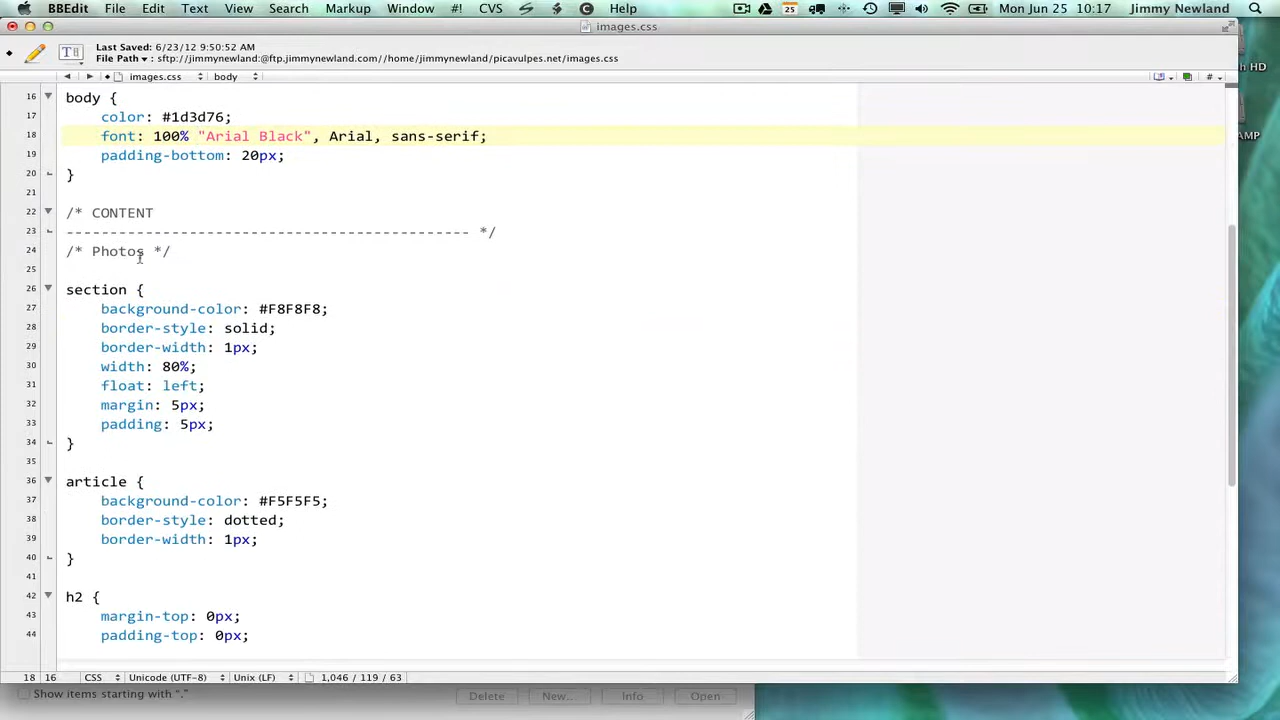 BBEdit File Edit Text View Search Markup Window #! CVS Help 25 Mon Jun 25 10:17 Jimmy Newland
images.css
Last Saved: 6/23/12 9:50:52 AM
File Path : sftp://jimmynewland:@ftp.jimmynewland.com//home/jimmynewland/picavulpes.net/images.css
images.css body #
16 body {
17 color: #1d3d76;
18 font: 100% "Arial Black", Arial, sans-serif;
19 padding-bottom: 20px;
20 }
21
22 /* CONTENT
23 ---------------------------------------------- */
24 /* Photos */
25
26 section {
27 background-color: #F8F8F8;
28 border-style: solid;
29 border-width: 1px;
30 width: 80%;
31 float: left;
32 margin: 5px;
33 padding: 5px;
34 }
35
36 article {
37 background-color: #F5F5F5;
38 border-style: dotted;
39 border-width: 1px;
40 }
41
42 h2 {
43 margin-top: 0px;
44 padding-top: 0px;
18 16 CSS Unicode (UTF-8) Unix (LF) 1,046 / 119 / 63
Show items starting with "." Delete New... Info Open